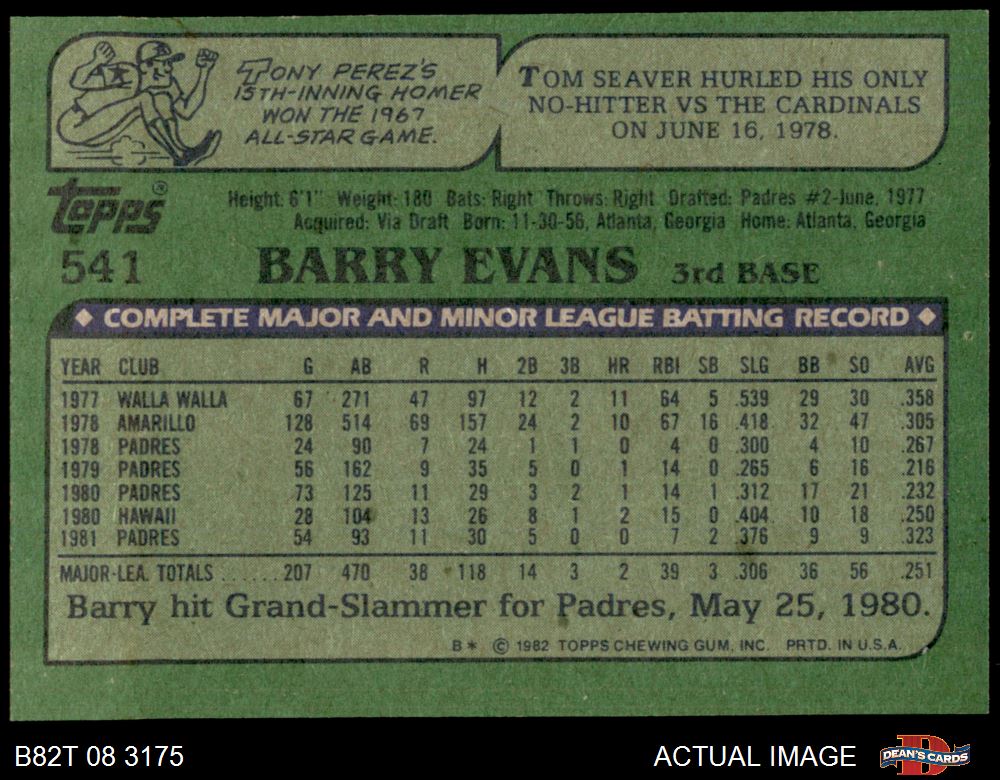 TONY PEREZ'S
15TH-INNING HOMER
WON THE 1967
ALL-STAR GAME.
TOM SEAVER HURLED HIS ONLY
NO-HITTER VS THE CARDINALS
ON JUNE 16, 1978.
Topps®
Height: 6'1" Weight: 180 Bats: Right Throws: Right Drafted: Padres #2-June, 1977
Acquired: Via Draft Born: 11-30-56, Atlanta, Georgia Home: Atlanta, Georgia
541 BARRY EVANS 3rd BASE
◆ COMPLETE MAJOR AND MINOR LEAGUE BATTING RECORD ◆
YEAR CLUB G AB R H 2B 3B HR RBI SB SLG BB SO AVG
1977 WALLA WALLA 67 271 47 97 12 2 11 64 5 .539 29 30 .358
1978 AMARILLO 128 514 69 157 24 2 10 67 16 .418 32 47 .305
1978 PADRES 24 90 7 24 1 1 0 4 0 .300 4 10 .267
1979 PADRES 56 162 9 35 5 0 1 14 0 .265 6 16 .216
1980 PADRES 73 125 11 29 3 2 1 14 1 .312 17 21 .232
1980 HAWAII 28 104 13 26 8 1 2 15 0 .404 10 18 .250
1981 PADRES 54 93 11 30 5 0 0 7 2 .376 9 9 .323
MAJOR-LEA. TOTALS ......207 470 38 118 14 3 2 39 3 .306 36 56 .251
Barry hit Grand-Slammer for Padres, May 25, 1980.
B* © 1982 TOPPS CHEWING GUM, INC. PRTD. IN U.S.A.
B82T 08 3175 ACTUAL IMAGE DEAN'S CARDS